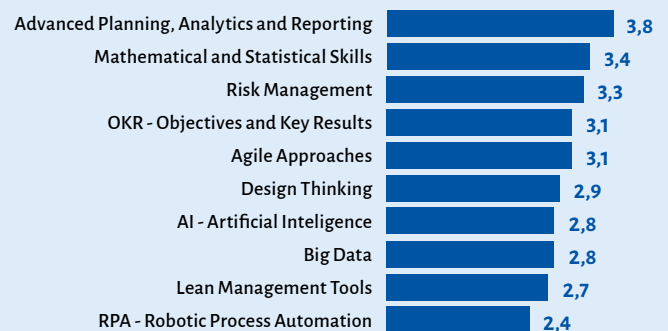 Advanced Planning, Analytics and Reporting 3,8
Mathematical and Statistical Skills 3,4
Risk Management 3,3
OKR - Objectives and Key Results 3,1
Agile Approaches 3,1
Design Thinking 2,9
AI - Artificial Inteligence 2,8
Big Data 2,8
Lean Management Tools 2,7
RPA - Robotic Process Automation 2,4